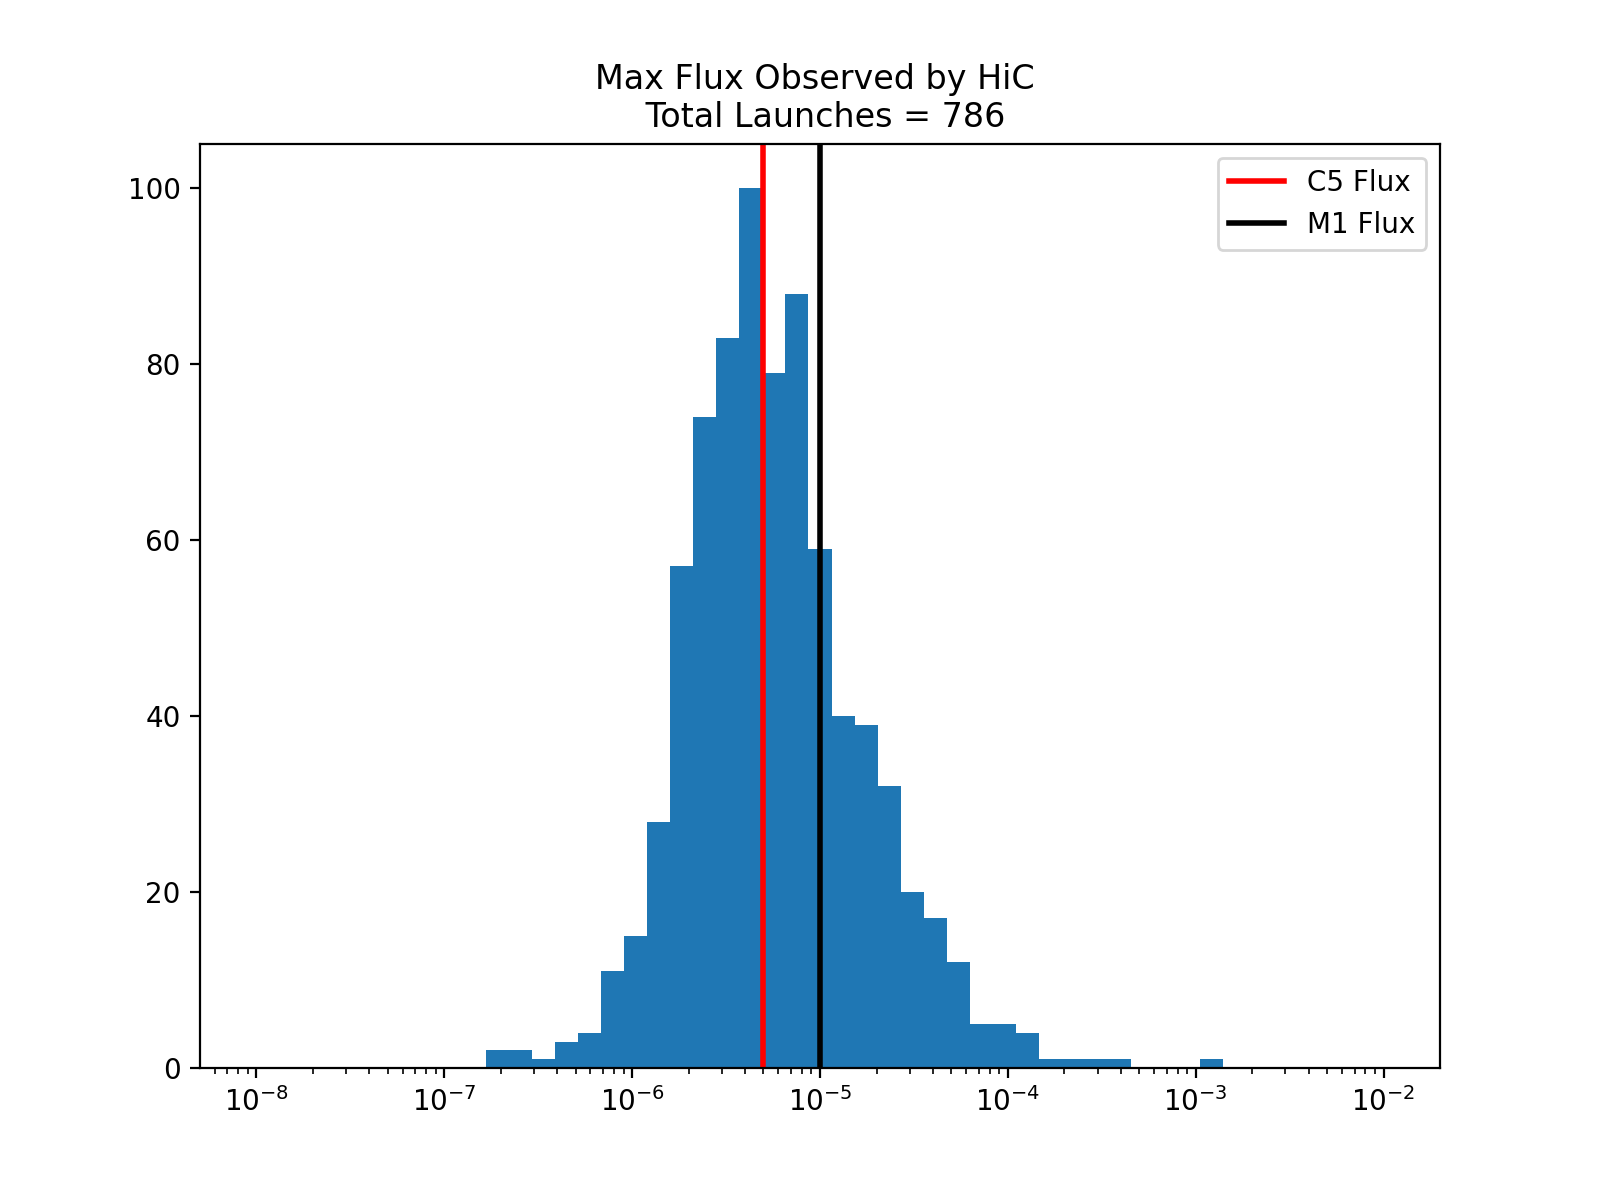 Max Flux Observed by HiC
Total Launches = 786
C5 Flux
M1 Flux
100
80
60
40
20
0
10⁻⁸ 10⁻⁷ 10⁻⁶ 10⁻⁵ 10⁻⁴ 10⁻³ 10⁻²